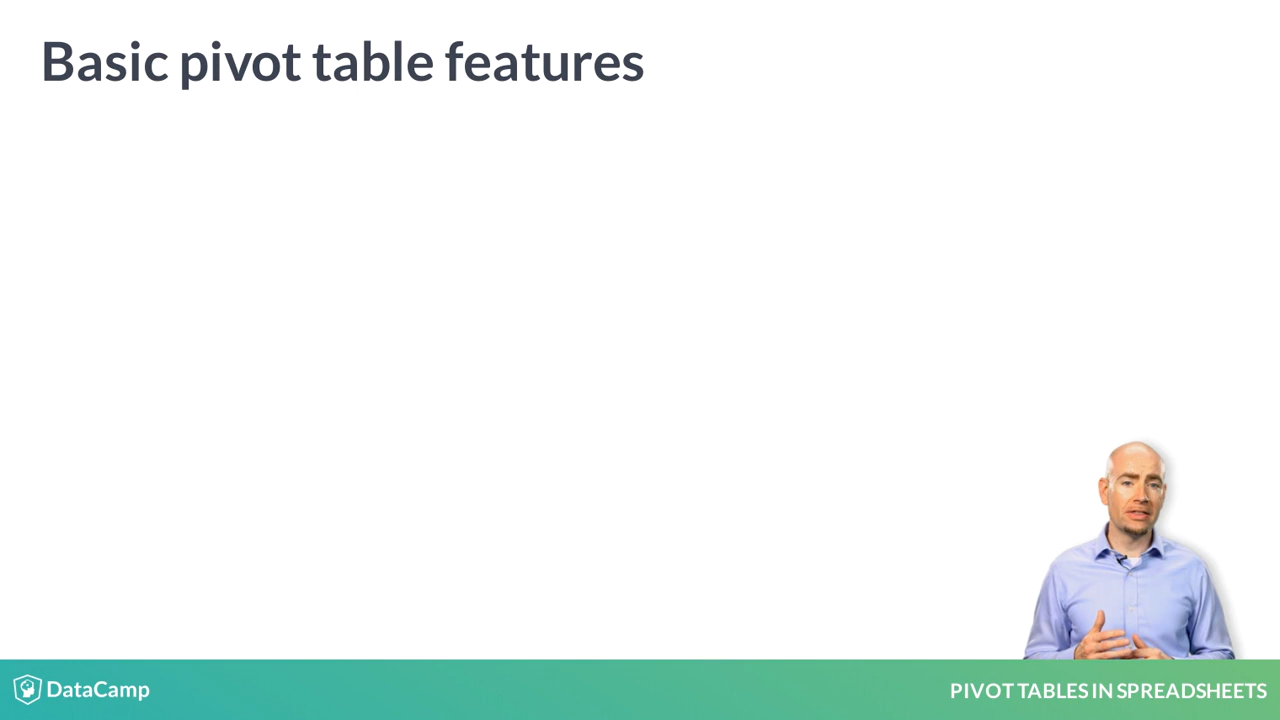 Basic pivot table features
DataCamp
PIVOT TABLES IN SPREADSHEETS